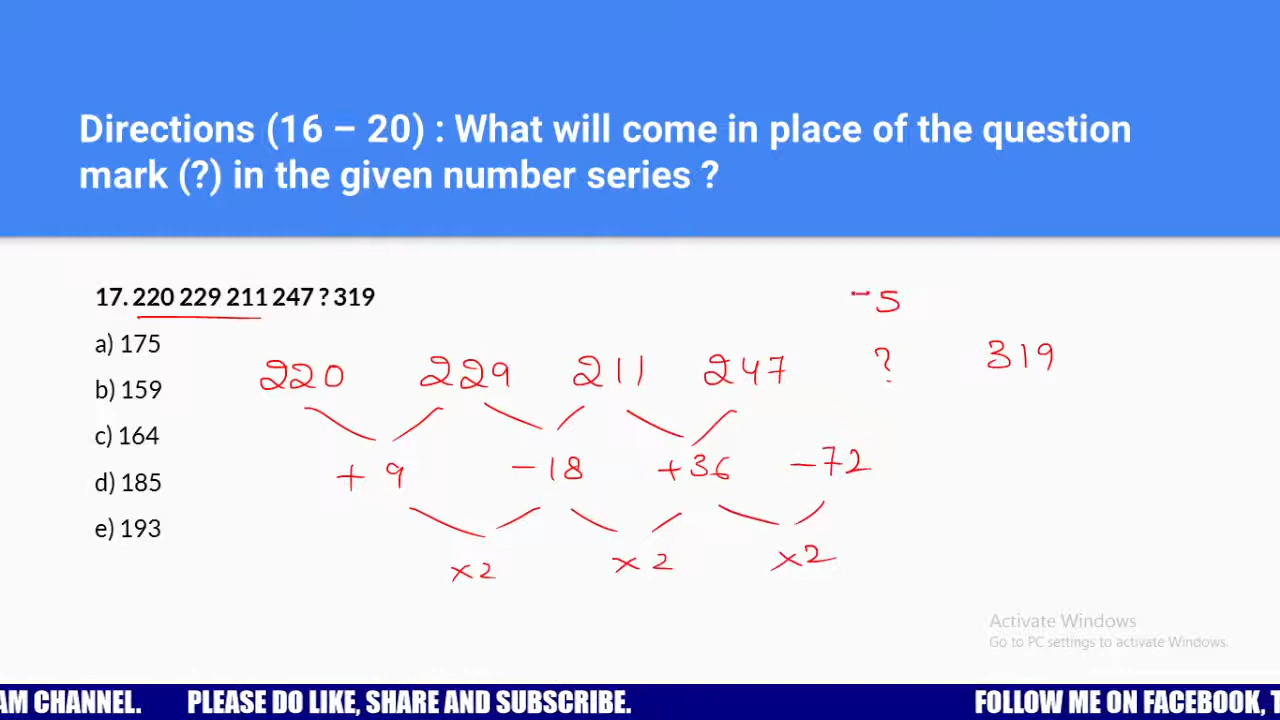 Directions (16 – 20) : What will come in place of the question
mark (?) in the given number series ?
17. 220 229 211 247 ? 319
a) 175
b) 159
c) 164
d) 185
e) 193
-5
220 229 211 247 ? 319
+9 -18 +36 -72
x2 x2 x2
Activate Windows
Go to PC settings to activate Windows.
AM CHANNEL. PLEASE DO LIKE, SHARE AND SUBSCRIBE. FOLLOW ME ON FACEBOOK,